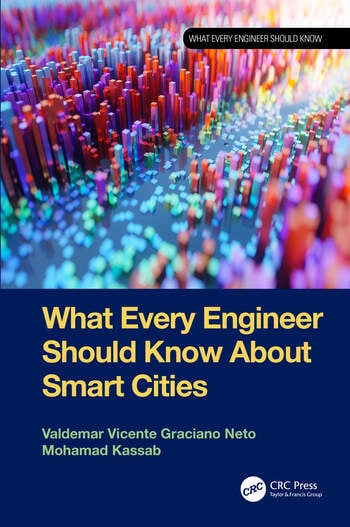 WHAT EVERY ENGINEER SHOULD KNOW
What Every Engineer
Should Know About
Smart Cities
Valdemar Vicente Graciano Neto
Mohamad Kassab
CRC
CRC Press
Taylor & Francis Group